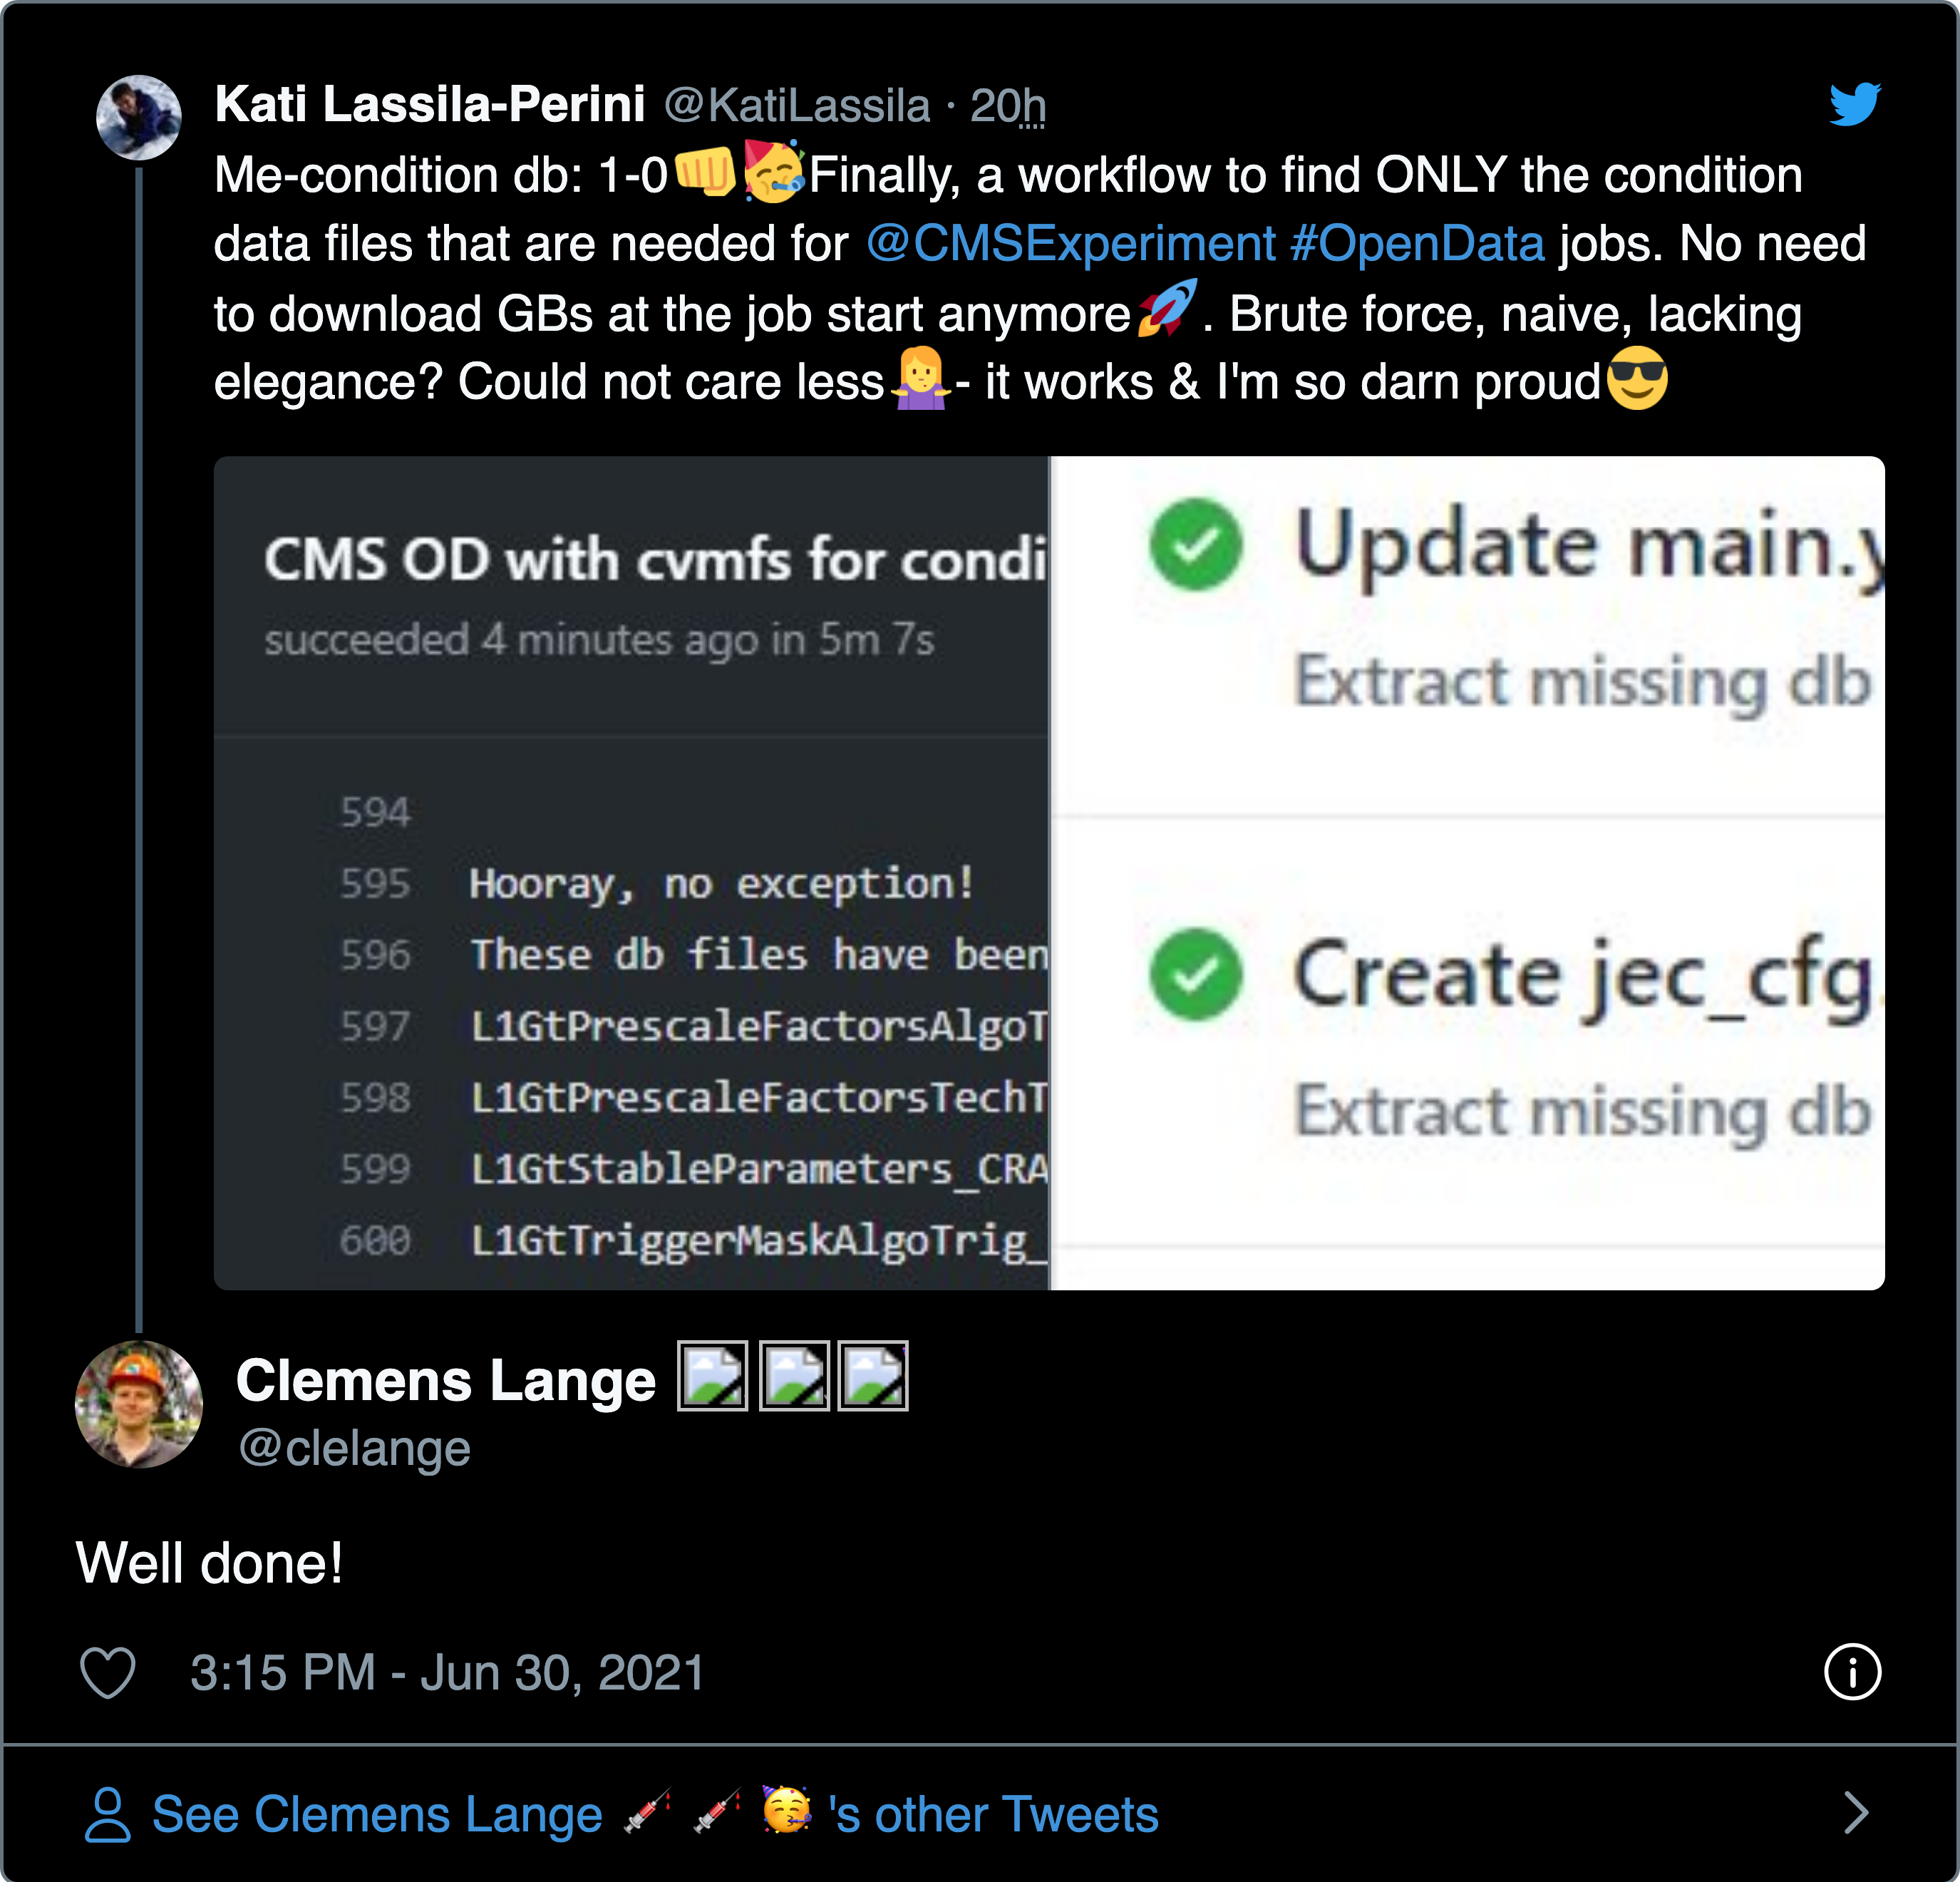 Kati Lassila-Perini @KatiLassila · 20h
Me-condition db: 1-0👊🥳Finally, a workflow to find ONLY the condition
data files that are needed for @CMSExperiment #OpenData jobs. No need
to download GBs at the job start anymore🚀. Brute force, naive, lacking
elegance? Could not care less🤷‍♀️- it works & I'm so darn proud😎
CMS OD with cvmfs for condi
succeeded 4 minutes ago in 5m 7s
594
595 Hooray, no exception!
596 These db files have been
597 L1GtPrescaleFactorsAlgoT
598 L1GtPrescaleFactorsTechT
599 L1GtStableParameters_CRA
600 L1GtTriggerMaskAlgoTrig_
Update main.y
Extract missing db
Create jec_cfg.
Extract missing db
Clemens Lange
@clelange
Well done!
3:15 PM - Jun 30, 2021
See Clemens Lange 💉 💉 🥳 's other Tweets